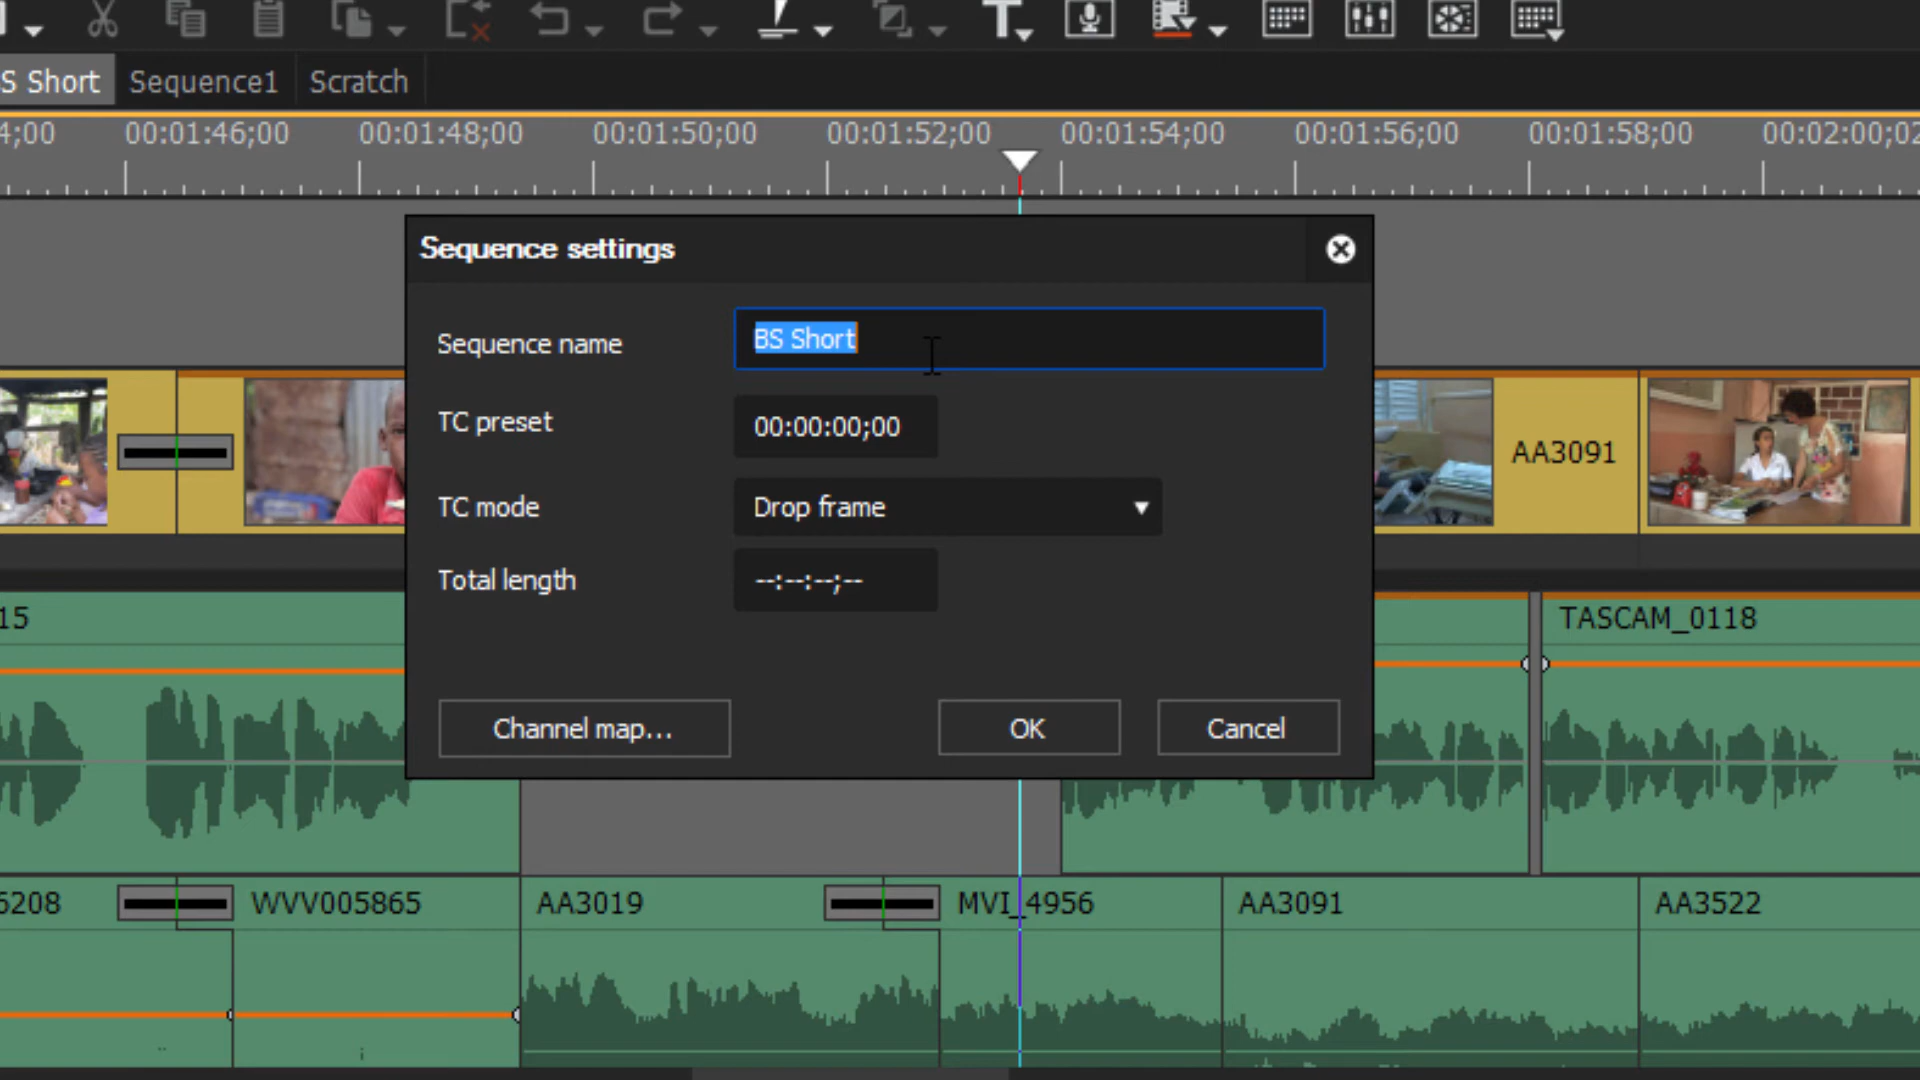 S Short Sequence1 Scratch
4;00 00:01:46;00 00:01:48;00 00:01:50;00 00:01:52;00 00:01:54;00 00:01:56;00 00:01:58;00 00:02:00;02
Sequence settings
Sequence name BS Short
TC preset 00:00:00;00
TC mode Drop frame
Total length --:--:--;--
Channel map... OK Cancel
AA3091
15 TASCAM_0118
6208 WVV005865 AA3019 MVI_4956 AA3091 AA3522